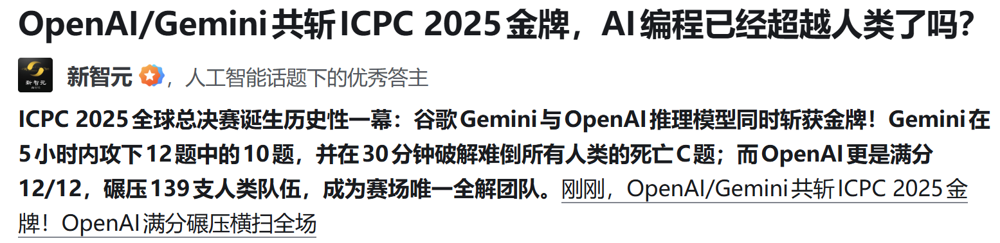 OpenAI/Gemini共斩ICPC 2025金牌，AI编程已经超越人类了吗？
新智元
新智元，人工智能话题下的优秀答主
ICPC 2025全球总决赛诞生历史性一幕：谷歌Gemini与OpenAI推理模型同时斩获金牌！Gemini在
5小时内攻下12题中的10题，并在30分钟破解难倒所有人类的死亡C题；而OpenAI更是满分
12/12，碾压139支人类队伍，成为赛场唯一全解团队。刚刚，OpenAI/Gemini共斩ICPC 2025金
牌！OpenAI满分碾压横扫全场